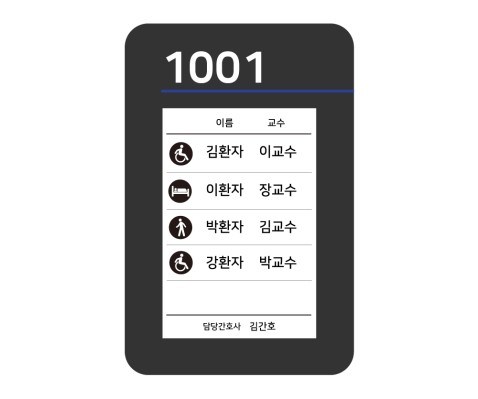 1001
이름 교수
김환자 이교수
이환자 장교수
박환자 김교수
강환자 박교수
담당간호사 김간호